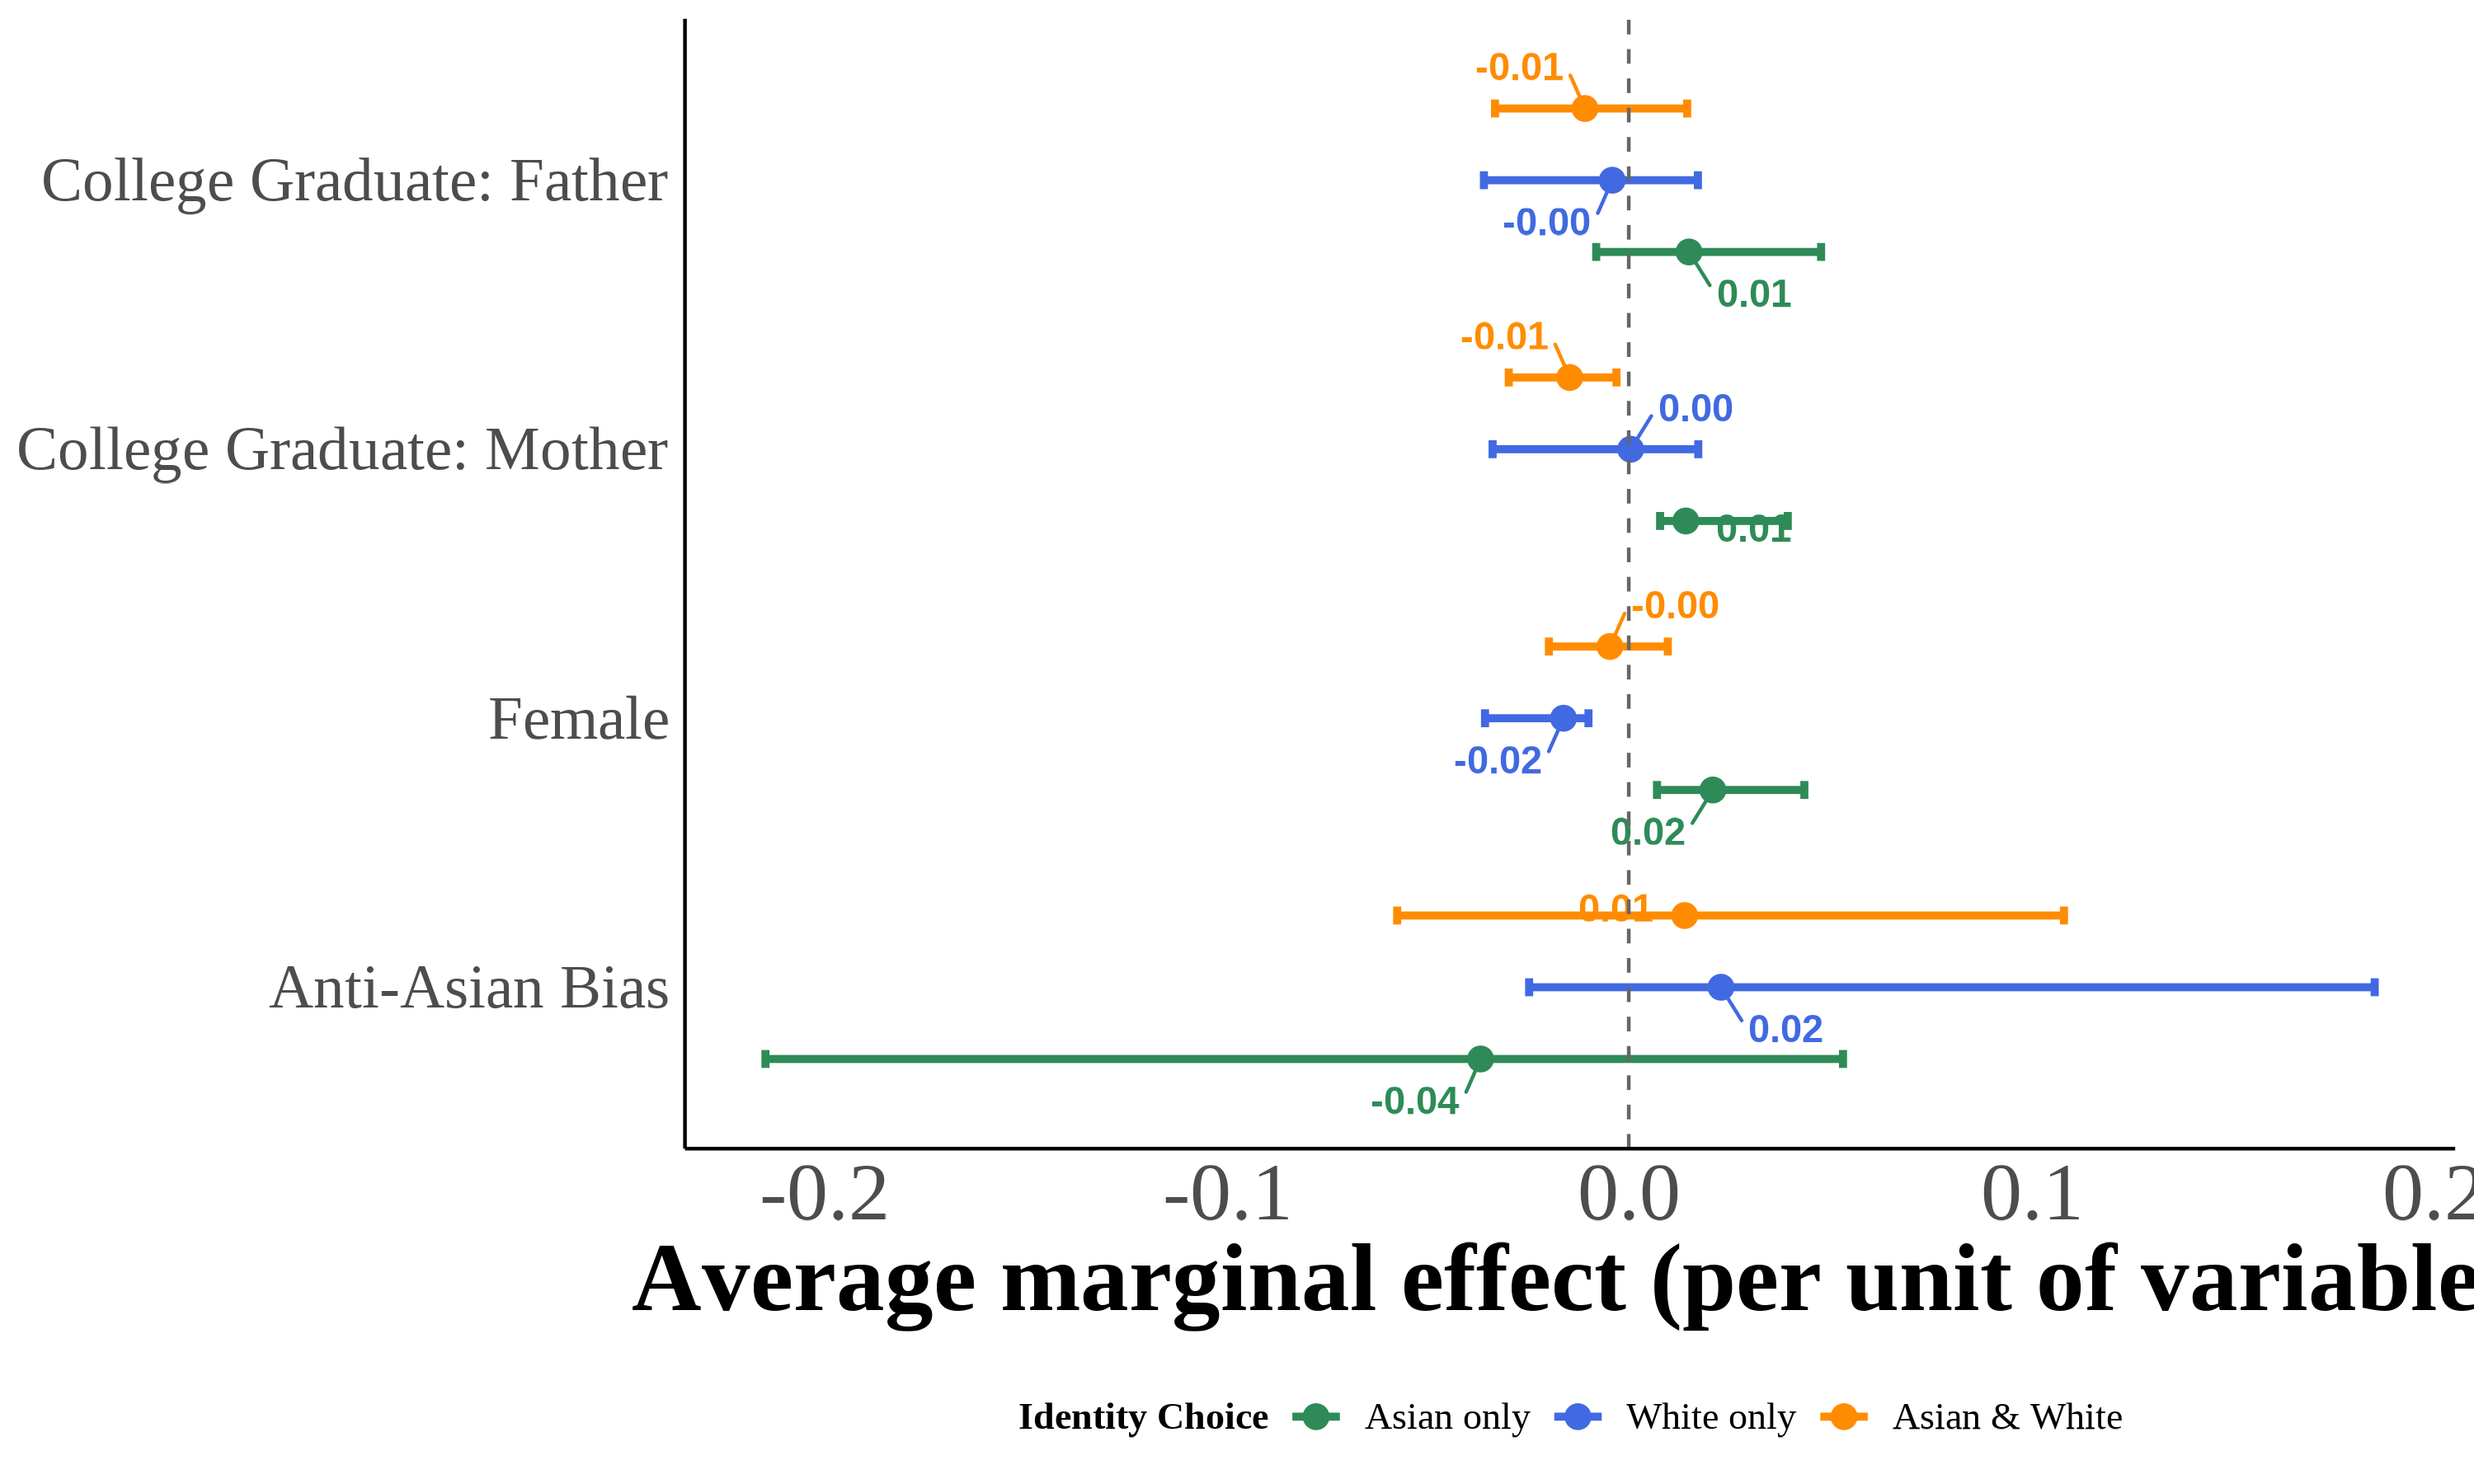 -0.01
College Graduate: Father
-0.00
0.01
-0.01
0.00
College Graduate: Mother
0.01
-0.00
Female
-0.02
0.02
0.01
Anti-Asian Bias
0.02
-0.04
-0.2 -0.1 0.0 0.1 0.2
Average marginal effect (per unit of variable
Identity Choice Asian only White only Asian & White